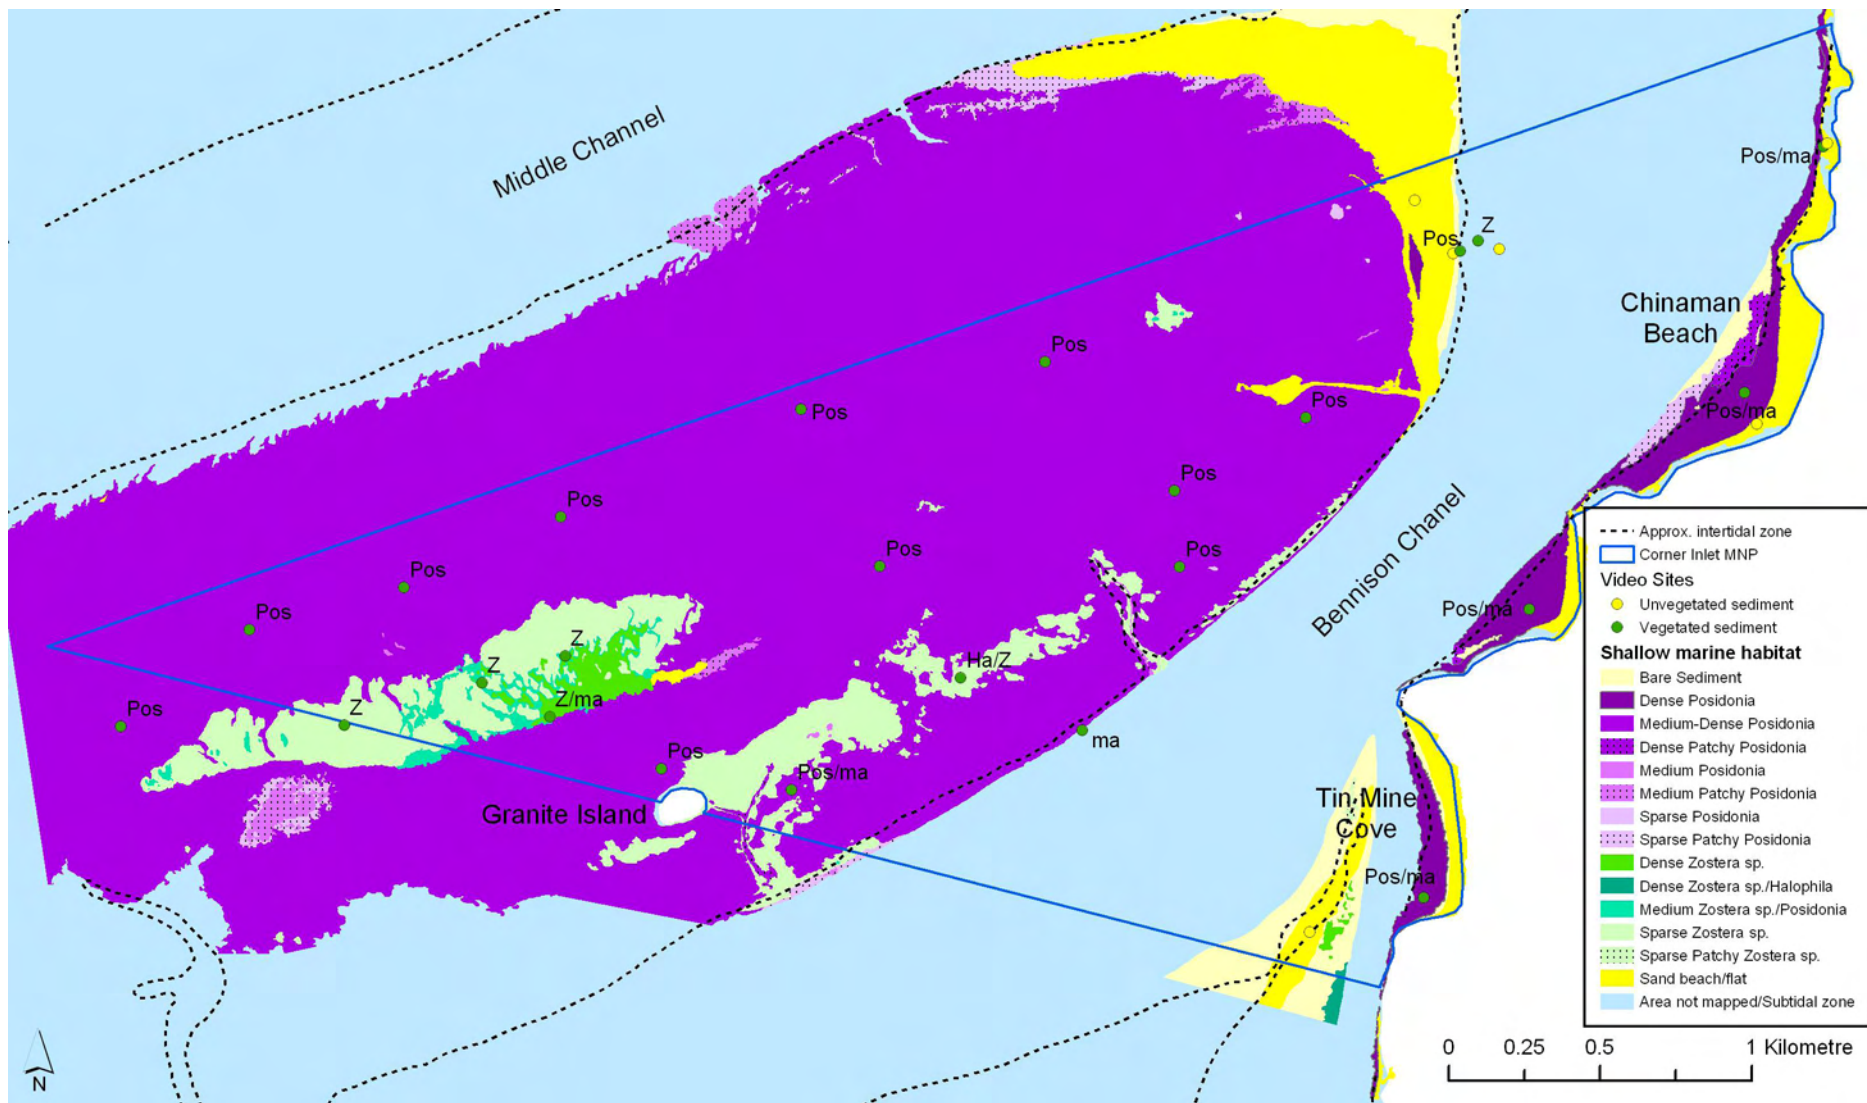 Middle Channel
Pos/ma
Z
Pos
Chinaman
Beach
Pos
Pos
Pos
Pos/ma
Pos
Pos
Bennison Chanel
Pos
Pos
Pos
Pos
Pos/ma
Z
Z
Ha/Z
Z/ma
Z
Pos
ma
Pos
Pos/ma
Granite Island
Tin Mine
Cove
Pos/ma
Approx. intertidal zone
Corner Inlet MNP
Video Sites
Unvegetated sediment
Vegetated sediment
Shallow marine habitat
Bare Sediment
Dense Posidonia
Medium-Dense Posidonia
Dense Patchy Posidonia
Medium Posidonia
Medium Patchy Posidonia
Sparse Posidonia
Sparse Patchy Posidonia
Dense Zostera sp.
Dense Zostera sp./Halophila
Medium Zostera sp./Posidonia
Sparse Zostera sp.
Sparse Patchy Zostera sp.
Sand beach/flat
Area not mapped/Subtidal zone
N
0 0.25 0.5 1 Kilometre